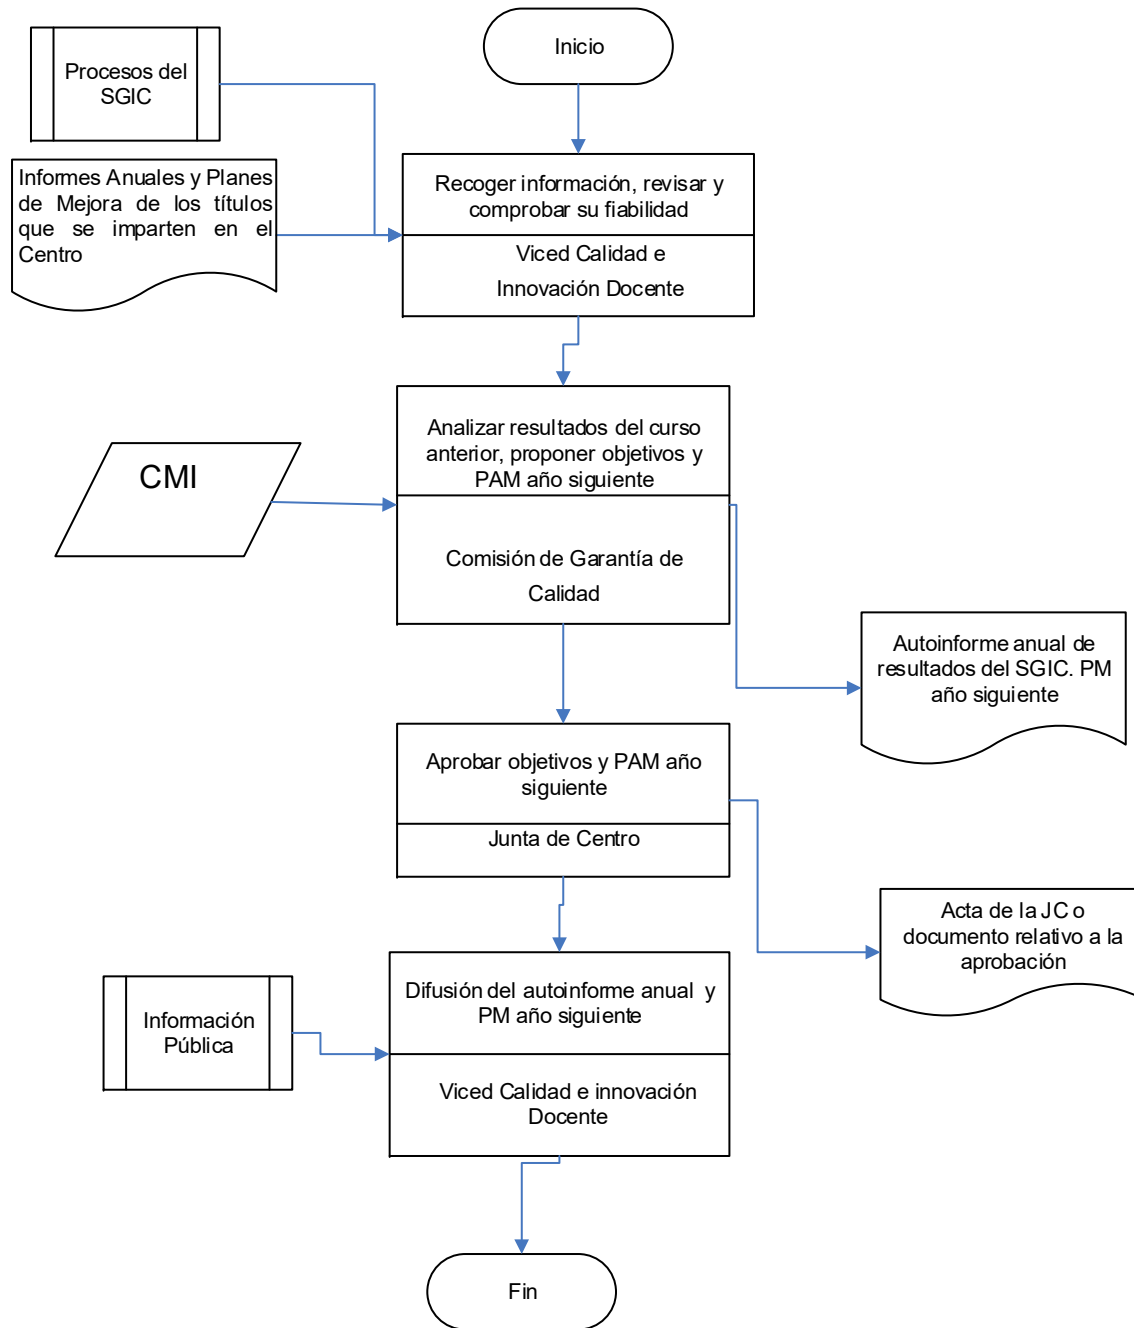 Inicio
Procesos del
SGIC
Informes Anuales y Planes
de Mejora de los títulos
que se imparten en el
Centro
Recoger información, revisar y
comprobar su fiabilidad
Viced Calidad e
Innovación Docente
CMI
Analizar resultados del curso
anterior, proponer objetivos y
PAM año siguiente
Comisión de Garantía de
Calidad
Autoinforme anual de
resultados del SGIC. PM
año siguiente
Aprobar objetivos y PAM año
siguiente
Junta de Centro
Acta de la JC o
documento relativo a la
aprobación
Información
Pública
Difusión del autoinforme anual y
PM año siguiente
Viced Calidad e innovación
Docente
Fin